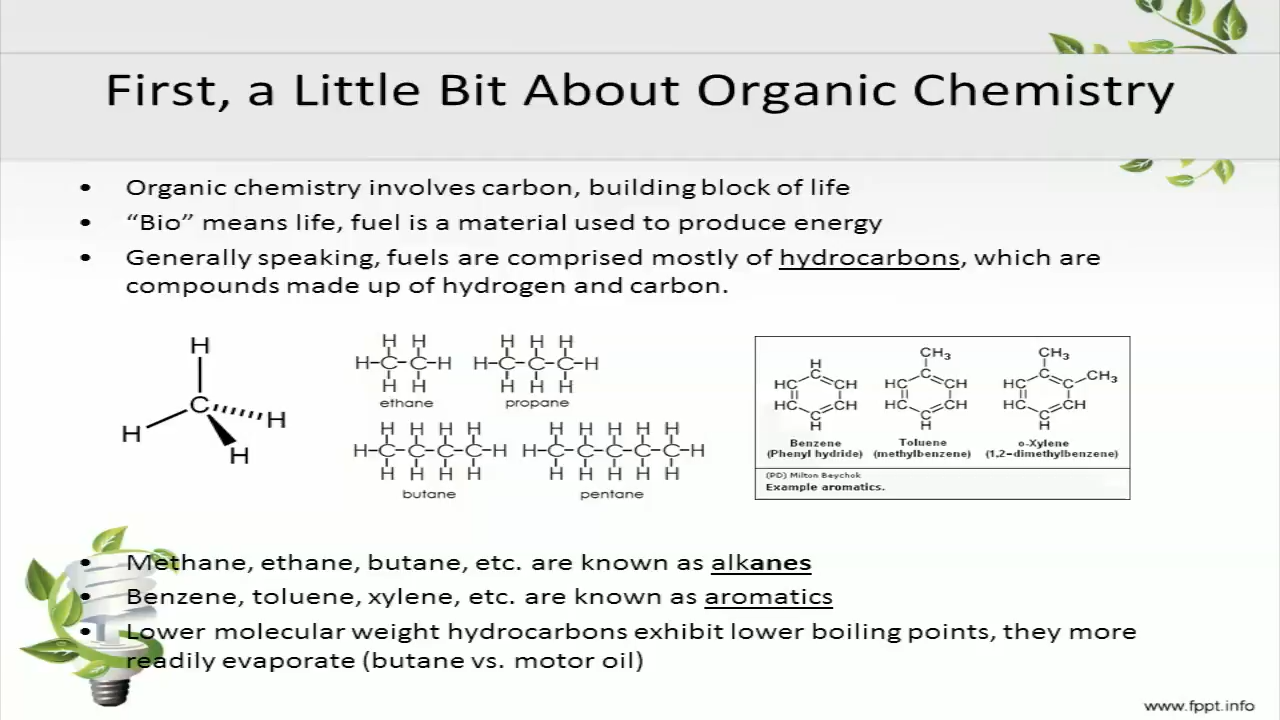 First, a Little Bit About Organic Chemistry
• Organic chemistry involves carbon, building block of life
• “Bio” means life, fuel is a material used to produce energy
• Generally speaking, fuels are comprised mostly of hydrocarbons, which are
compounds made up of hydrogen and carbon.
H
C
H
H
H
H H
H-C-C-H
H H
ethane
H H H
H-C-C-C-H
H H H
propane
H H H H
H-C-C-C-C-H
H H H H
butane
H H H H H
H-C-C-C-C-C-H
H H H H H
pentane
H
C
HC CH
HC CH
C
H
Benzene
(Phenyl hydride)
CH3
C
HC CH
HC CH
C
H
Toluene
(methylbenzene)
CH3
C CH3
HC C
HC CH
C
H
o-Xylene
(1,2-dimethylbenzene)
(PD) Milton Beychok
Example aromatics.
• Methane, ethane, butane, etc. are known as alkanes
• Benzene, toluene, xylene, etc. are known as aromatics
• Lower molecular weight hydrocarbons exhibit lower boiling points, they more
readily evaporate (butane vs. motor oil)
www.fppt.info